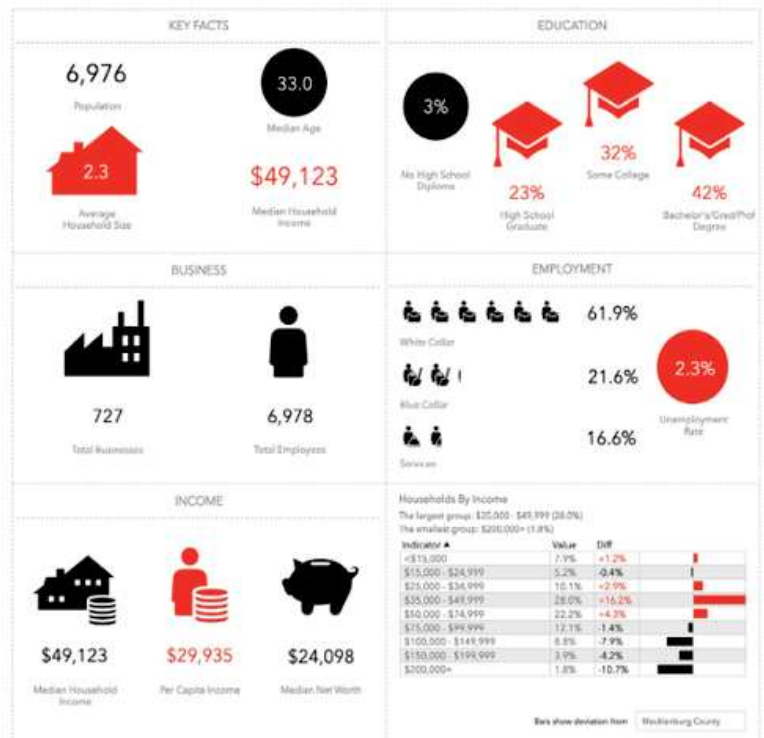 KEY FACTS
6,976
Population
33.0
Median Age
2.3
Average
Household Size
$49,123
Median Household
Income
EDUCATION
3%
No High School
Diploma
23%
High School
Graduate
32%
Some College
42%
Bachelor's/Grad/Prof
Degree
BUSINESS
727
Total Businesses
6,978
Total Employees
EMPLOYMENT
61.9%
White Collar
21.6%
Blue Collar
16.6%
Services
2.3%
Unemployment
Rate
INCOME
$49,123
Median Household
Income
$29,935
Per Capita Income
$24,098
Median Net Worth
Households By Income
The largest group: $35,000 - $49,999 (28.0%)
The smallest group: $200,000+ (1.8%)
Indicator ▲ Value Diff
<$15,000 7.9% +1.2%
$15,000 - $24,999 5.2% -0.4%
$25,000 - $34,999 10.1% +2.9%
$35,000 - $49,999 28.0% +16.2%
$50,000 - $74,999 22.2% +4.3%
$75,000 - $99,999 12.1% -1.4%
$100,000 - $149,999 8.8% -7.9%
$150,000 - $199,999 3.9% -4.2%
$200,000+ 1.8% -10.7%
Bars show deviation from Mecklenburg County